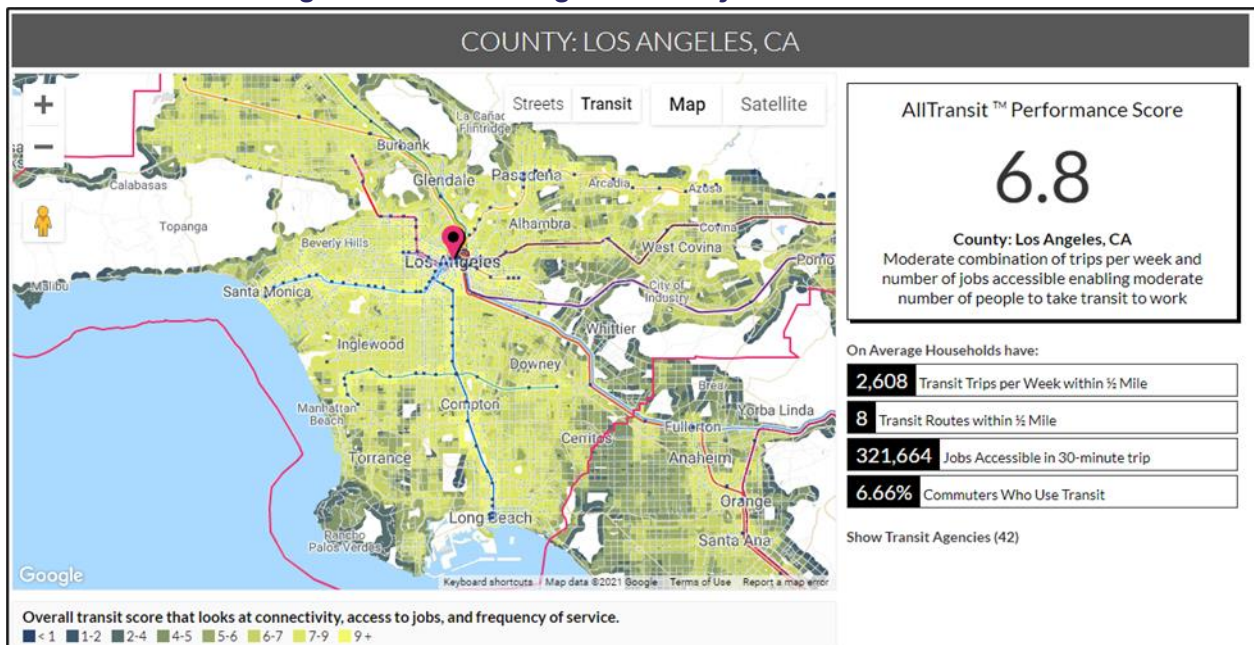 COUNTY: LOS ANGELES, CA
Streets Transit Map Satellite
La Cañad
Flintridge
Burbank
Glendale Pasadena
Arcadia Azusa
Calabasas
Topanga
Beverly Hills
Alhambra
Covina
West Covina
Los Angeles
Pomo
Malibu
Santa Monica
City of
Industry
Whittier
Inglewood
Downey
Brea
Manhattan
Beach
Compton
Yorba Linda
Fullerton
Cerritos
Anaheim
Torrance
Orange
Long Beach
Rancho
Palos Verdes
Santa Ana
Google
Keyboard shortcuts Map data ©2021 Google Terms of Use Report a map error
Overall transit score that looks at connectivity, access to jobs, and frequency of service.
< 1 1-2 2-4 4-5 5-6 6-7 7-9 9 +
AllTransit ™ Performance Score
6.8
County: Los Angeles, CA
Moderate combination of trips per week and
number of jobs accessible enabling moderate
number of people to take transit to work
On Average Households have:
2,608 Transit Trips per Week within ½ Mile
8 Transit Routes within ½ Mile
321,664 Jobs Accessible in 30-minute trip
6.66% Commuters Who Use Transit
Show Transit Agencies (42)